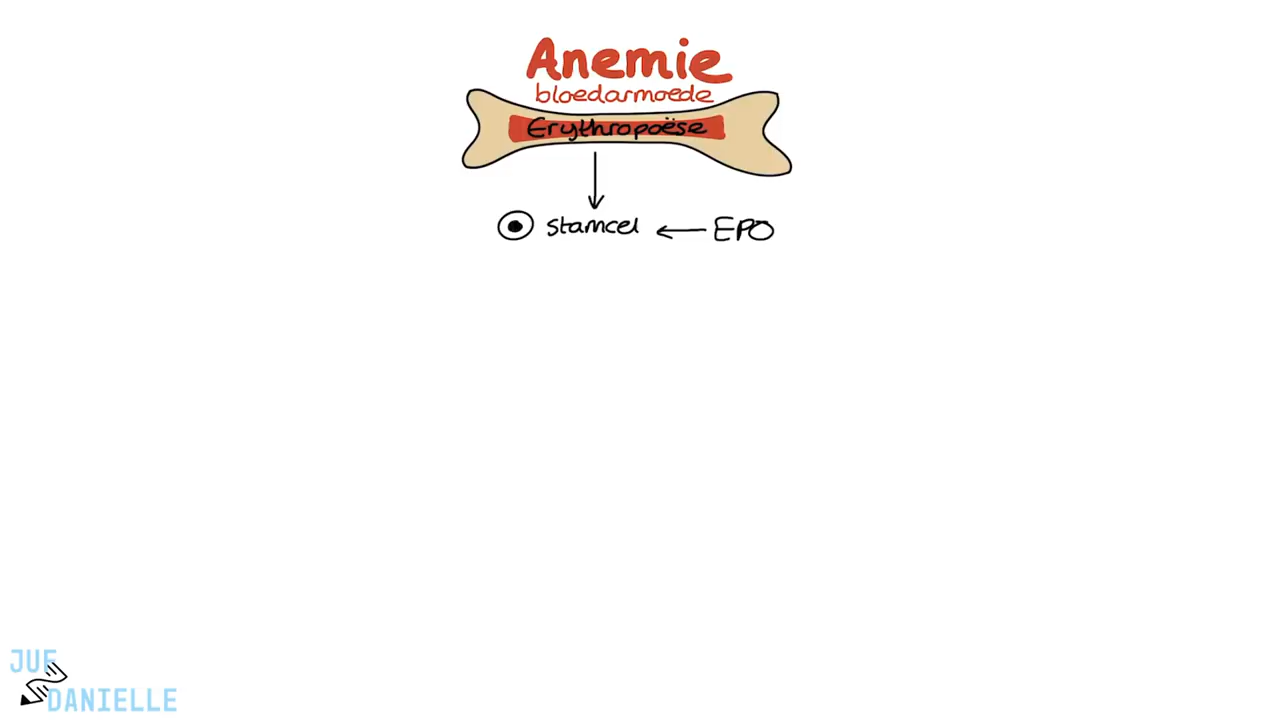 Anemie
bloedarmoede
Erythropoëse
stamcel
EPO
JUF
DANIELLE